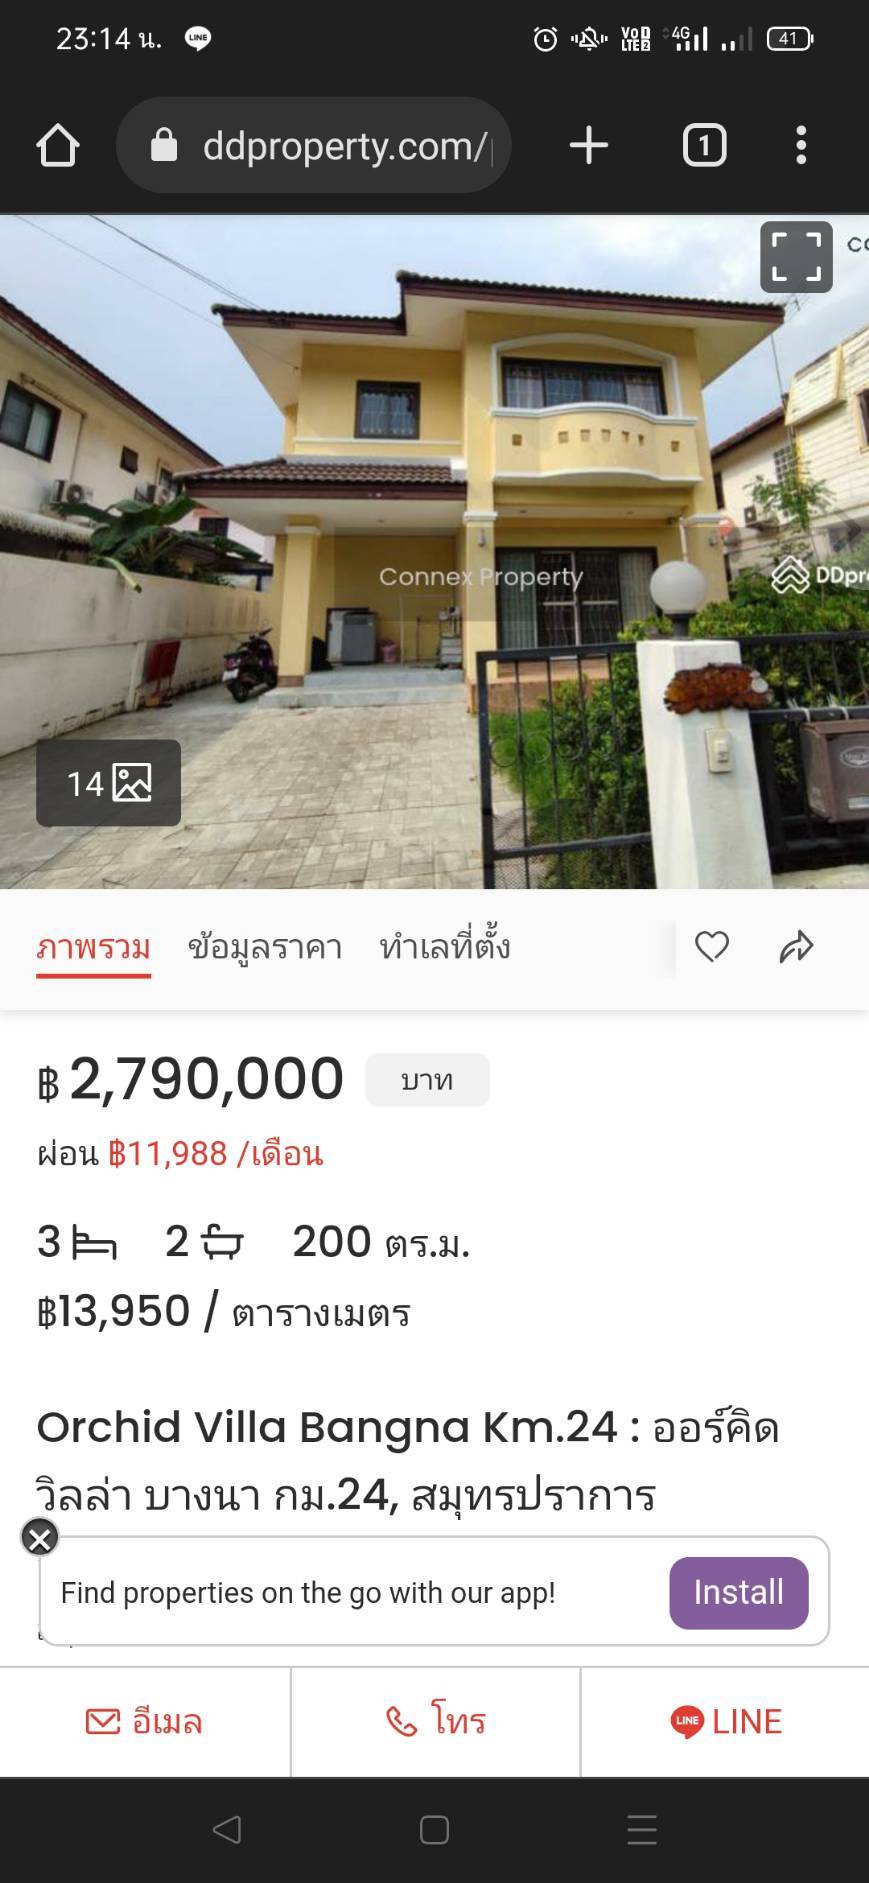 23:14 น.
LINE
VoD LTE2
4G
41
ddproperty.com/
1
Connex Property
14
ภาพรวม ข้อมูลราคา ทำเลที่ตั้ง
฿ 2,790,000 บาท
ผ่อน ฿11,988 /เดือน
3 2 200 ตร.ม.
฿13,950 / ตารางเมตร
Orchid Villa Bangna Km.24 : ออร์คิด
วิลล่า บางนา กม.24, สมุทรปราการ
Find properties on the go with our app!
Install
อีเมล โทร LINE LINE